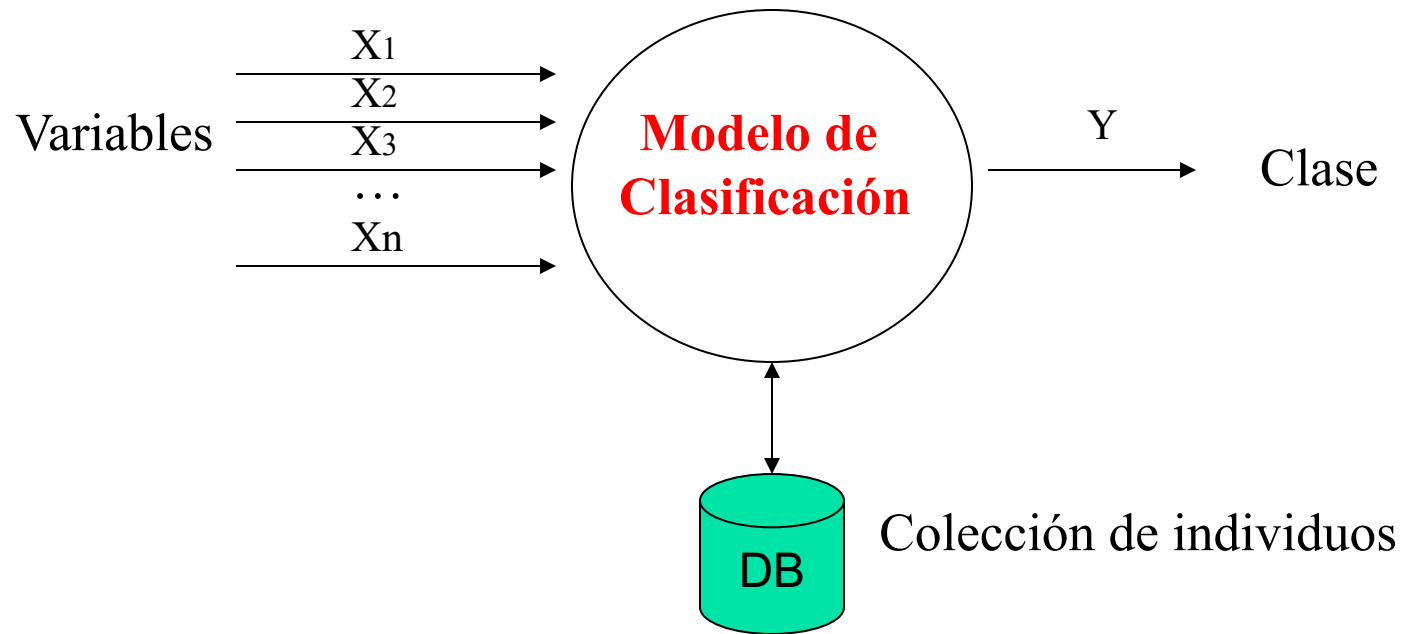 Variables
X1
X2
X3
…
Xn
Modelo de
Clasificación
Y
Clase
DB
Colección de individuos